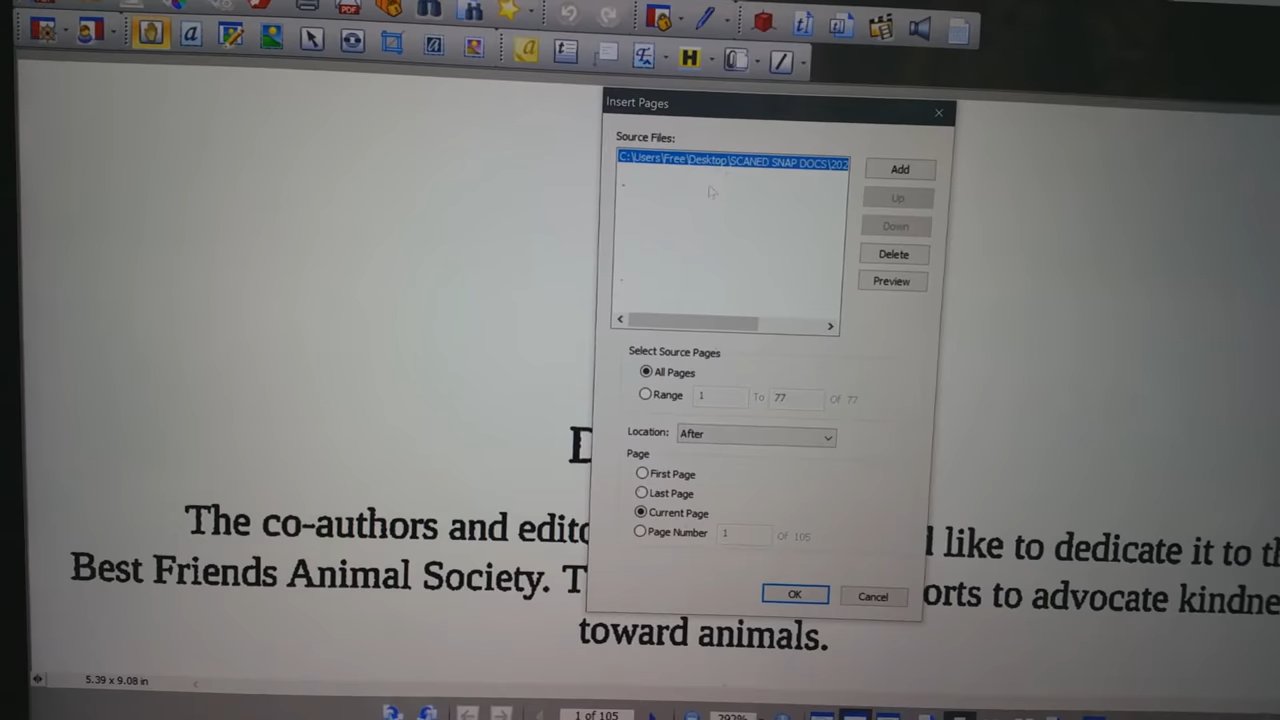 PDF
Insert Pages
Source Files:
C:\Users\Free\Desktop\SCANED SNAP DOCS\202
Add
Up
Down
Delete
Preview
Select Source Pages
All Pages
Range 1 To 77 Of 77
Location: After
Page
First Page
Last Page
Current Page
Page Number 1 Of 105
OK Cancel
D
The co-authors and edito l like to dedicate it to th
Best Friends Animal Society. T orts to advocate kindne
toward animals.
5.39 x 9.08 in
1 of 105
293%